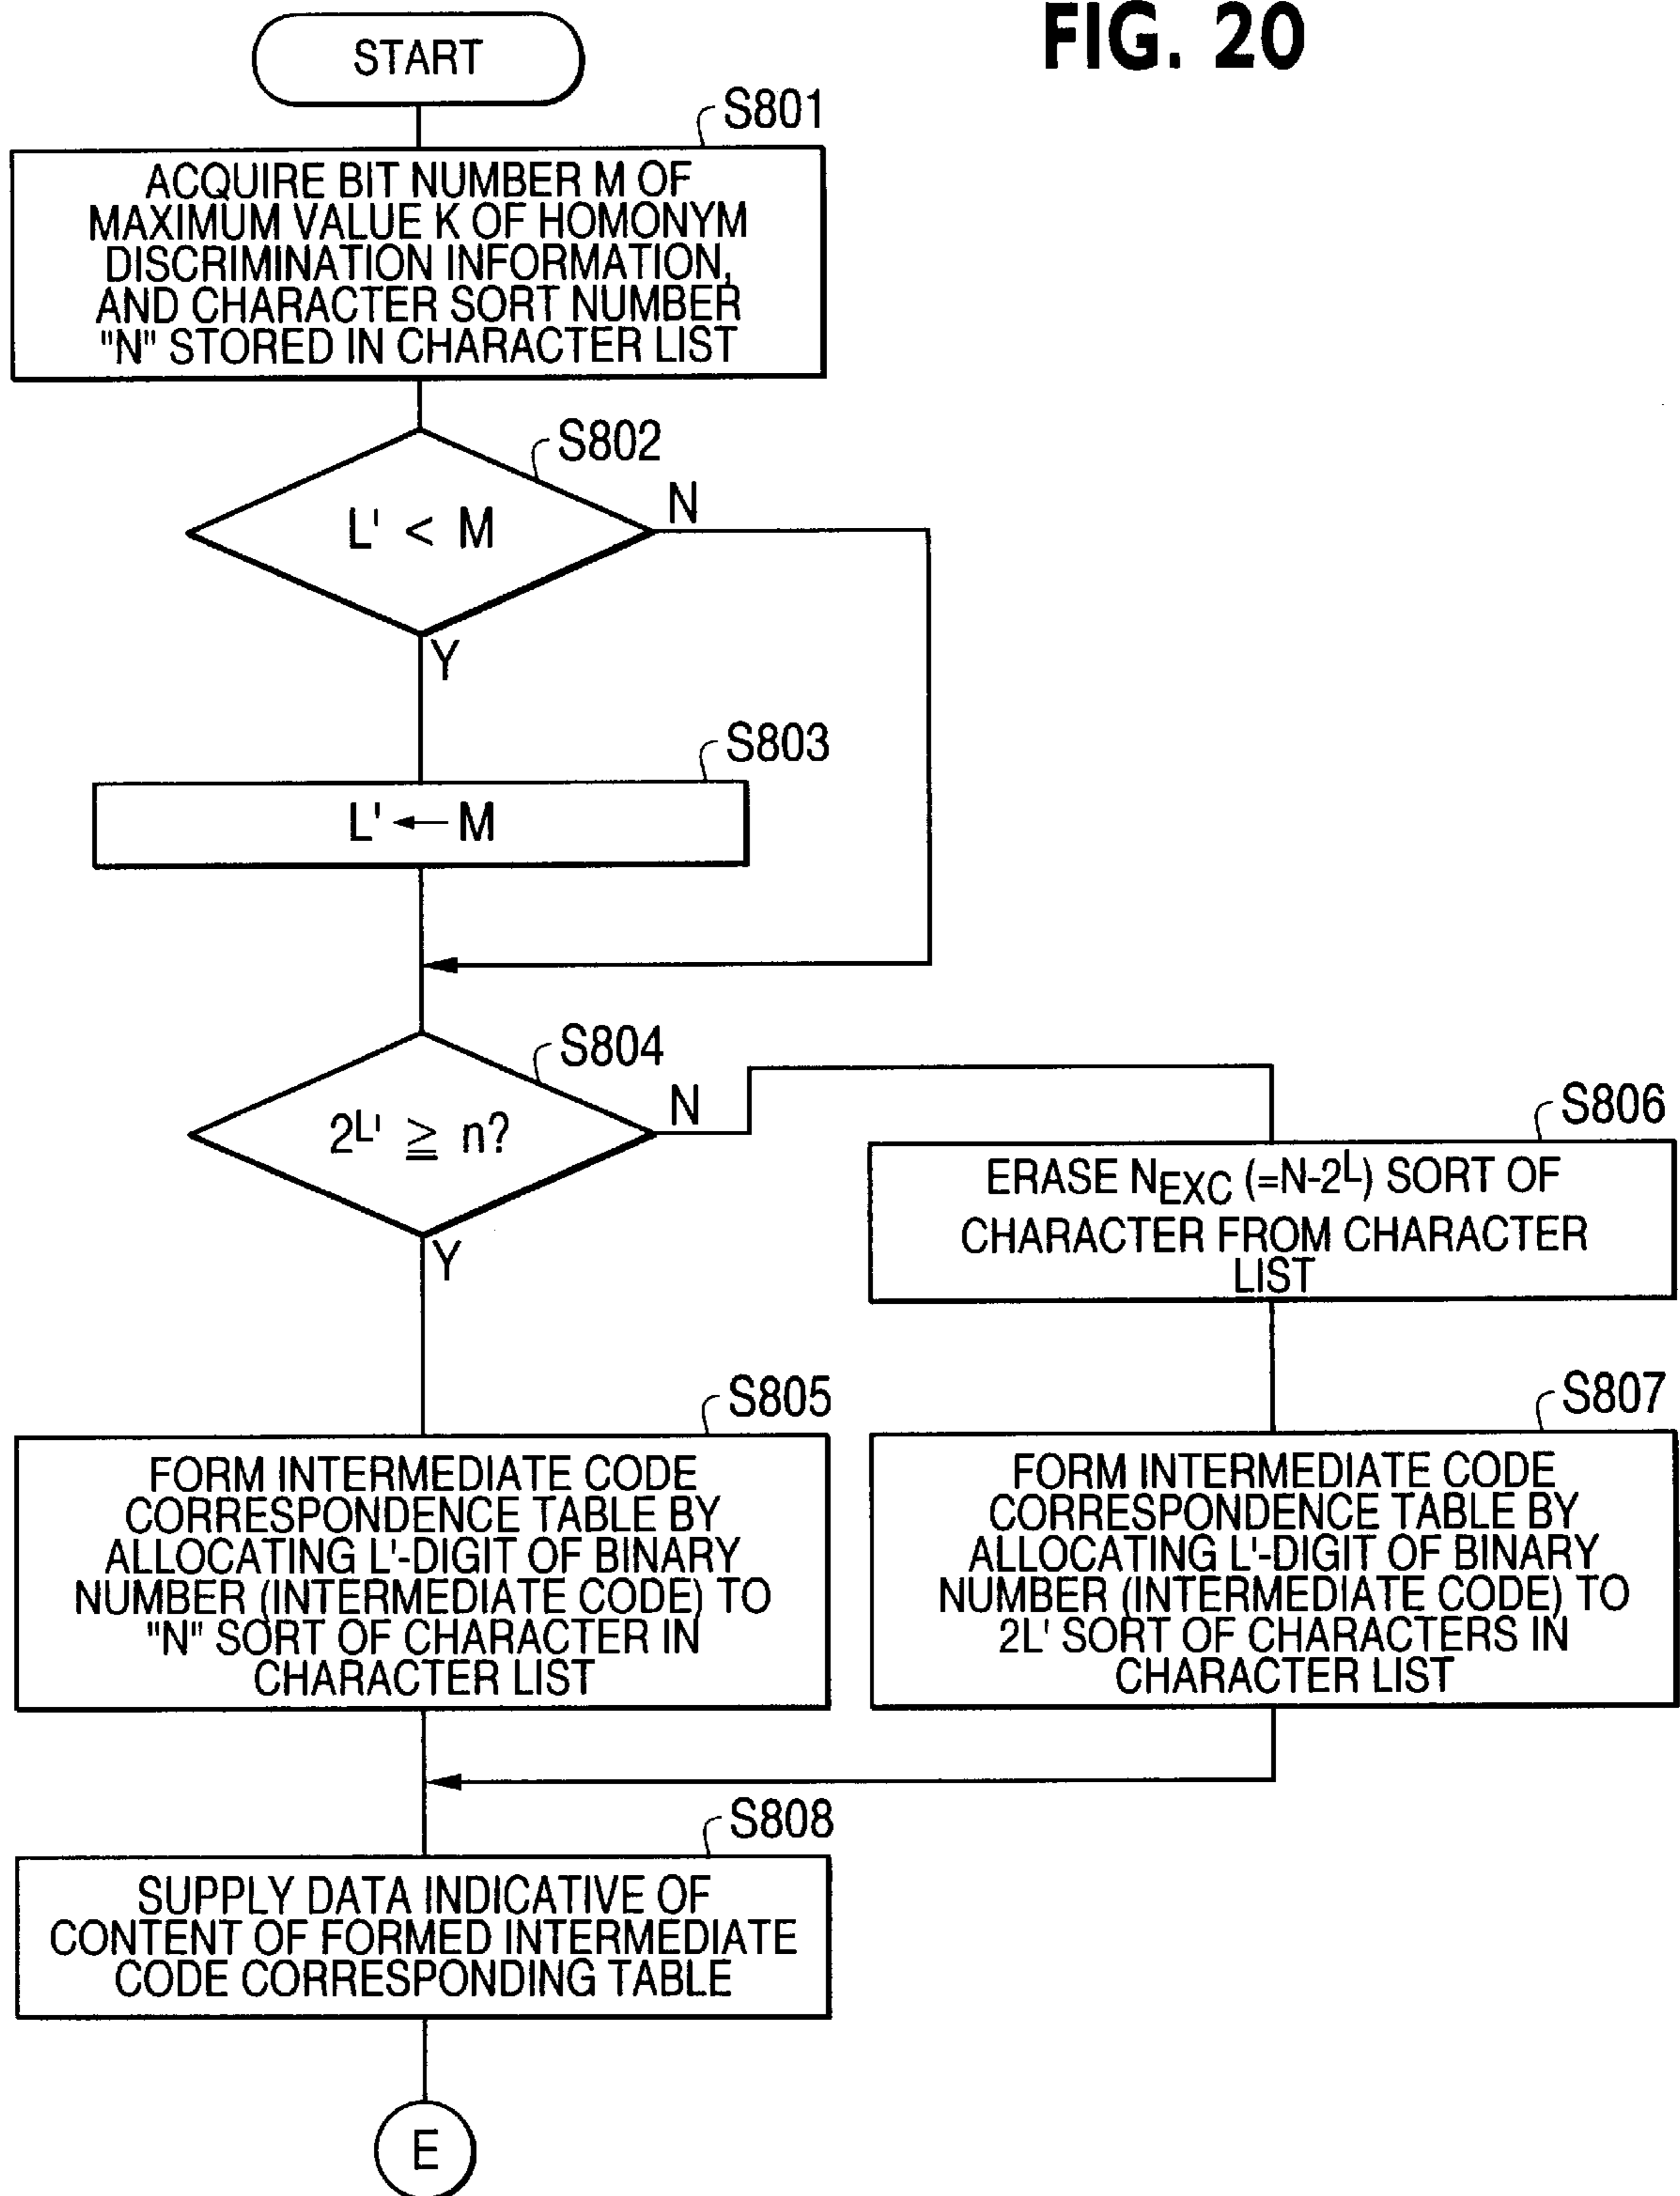 FIG. 20
START
S801
ACQUIRE BIT NUMBER M OF
MAXIMUM VALUE K OF HOMONYM
DISCRIMINATION INFORMATION,
AND CHARACTER SORT NUMBER
"N" STORED IN CHARACTER LIST
S802
L' < M
N
Y
S803
L' ← M
S804
2^L' ≧ n?
N
Y
S806
ERASE N_EXC (=N-2^L) SORT OF
CHARACTER FROM CHARACTER
LIST
S805
FORM INTERMEDIATE CODE
CORRESPONDENCE TABLE BY
ALLOCATING L'-DIGIT OF BINARY
NUMBER (INTERMEDIATE CODE) TO
"N" SORT OF CHARACTER IN
CHARACTER LIST
S807
FORM INTERMEDIATE CODE
CORRESPONDENCE TABLE BY
ALLOCATING L'-DIGIT OF BINARY
NUMBER (INTERMEDIATE CODE) TO
2L' SORT OF CHARACTERS IN
CHARACTER LIST
S808
SUPPLY DATA INDICATIVE OF
CONTENT OF FORMED INTERMEDIATE
CODE CORRESPONDING TABLE
E